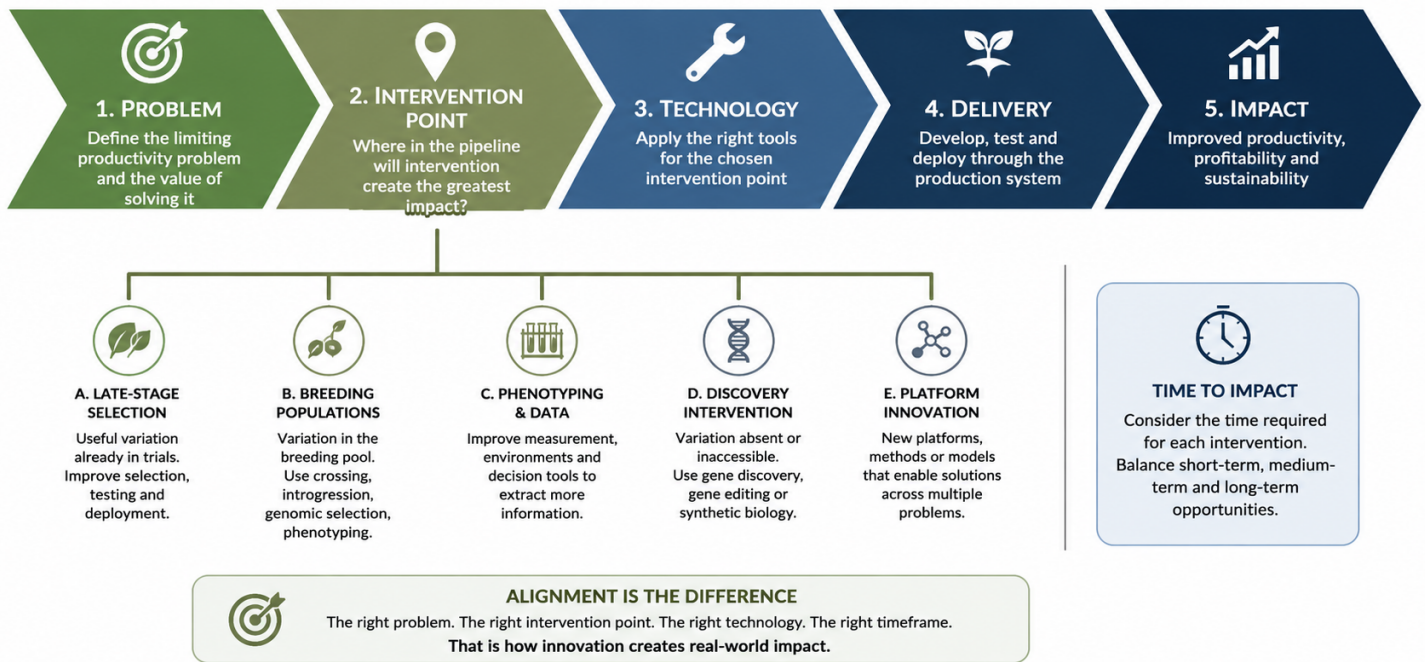 1. PROBLEM
Define the limiting
productivity problem
and the value of
solving it
2. INTERVENTION
POINT
Where in the pipeline
will intervention
create the greatest
impact?
3. TECHNOLOGY
Apply the right tools
for the chosen
intervention point
4. DELIVERY
Develop, test and
deploy through the
production system
5. IMPACT
Improved productivity,
profitability and
sustainability
A. LATE-STAGE
SELECTION
Useful variation
already in trials.
Improve selection,
testing and
deployment.
B. BREEDING
POPULATIONS
Variation in the
breeding pool.
Use crossing,
introgression,
genomic selection,
phenotyping.
C. PHENOTYPING
& DATA
Improve measurement,
environments and
decision tools to
extract more
information.
D. DISCOVERY
INTERVENTION
Variation absent or
inaccessible.
Use gene discovery,
gene editing or
synthetic biology.
E. PLATFORM
INNOVATION
New platforms,
methods or models
that enable solutions
across multiple
problems.
TIME TO IMPACT
Consider the time required
for each intervention.
Balance short-term, medium-
term and long-term
opportunities.
ALIGNMENT IS THE DIFFERENCE
The right problem. The right intervention point. The right technology. The right timeframe.
That is how innovation creates real-world impact.